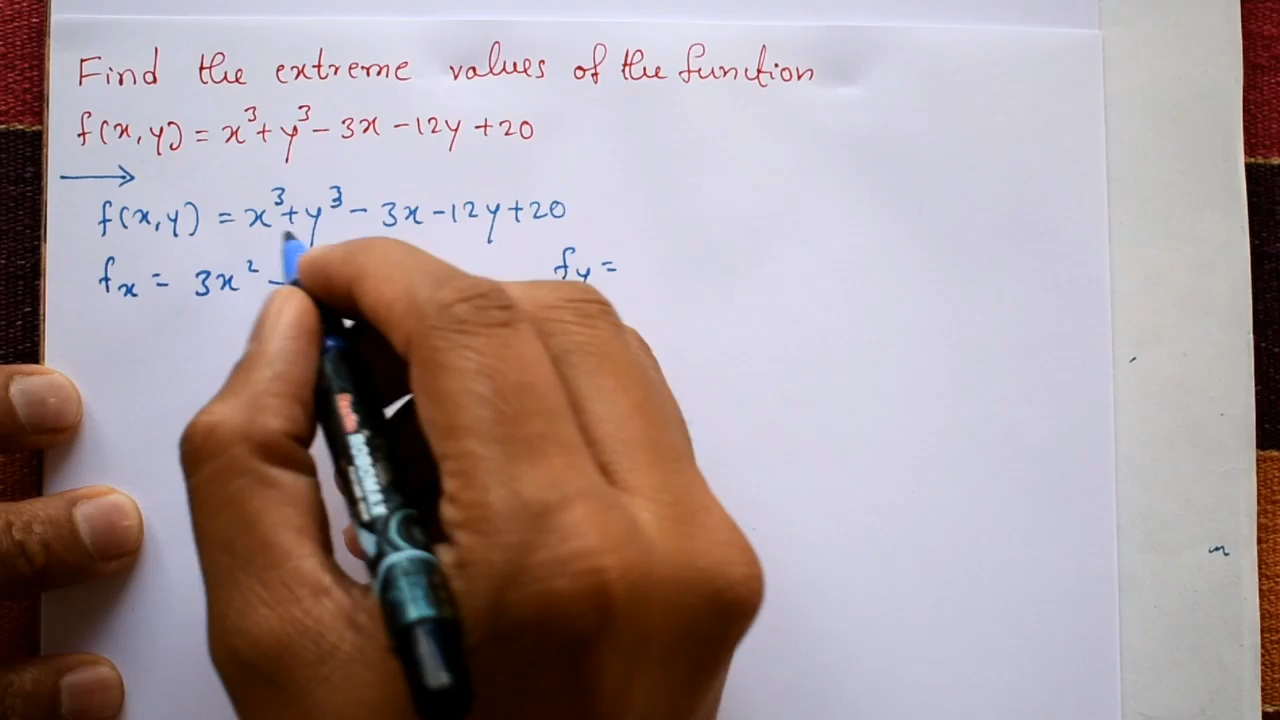 Find the extreme values of the function
f(x,y) = x³ + y³ - 3x - 12y + 20
f(x,y) = x³ + y³ - 3x - 12y + 20
fₓ = 3x² - fᵧ =